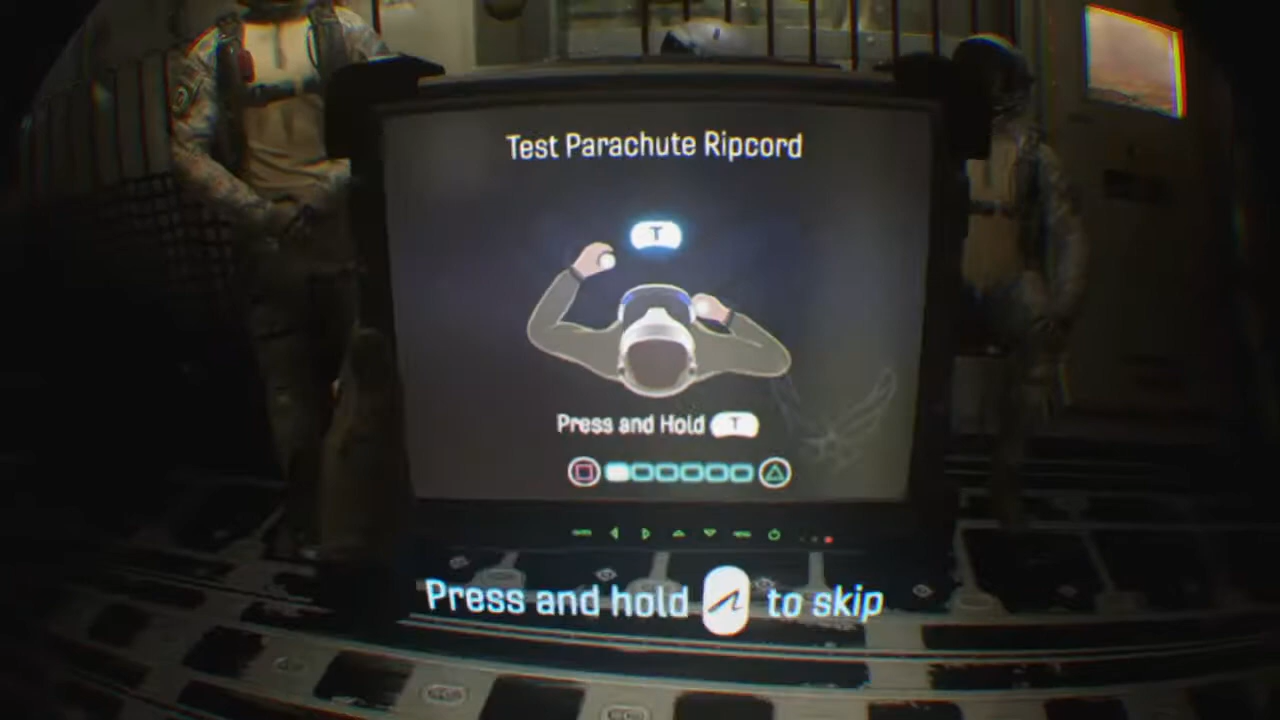 Test Parachute Ripcord
T
Press and Hold T
Press and hold to skip